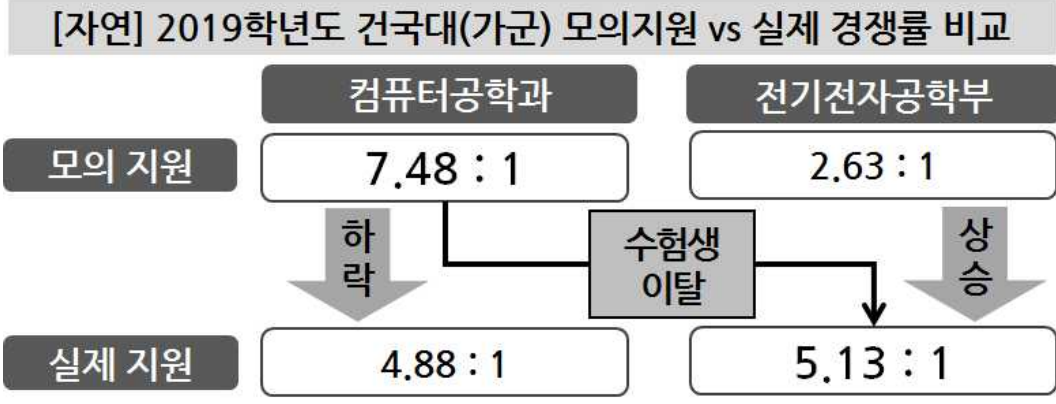 [자연] 2019학년도 건국대(가군) 모의지원 vs 실제 경쟁률 비교
컴퓨터공학과
전기전자공학부
모의 지원
7.48 : 1
2.63 : 1
하락
수험생
이탈
상승
실제 지원
4.88 : 1
5.13 : 1